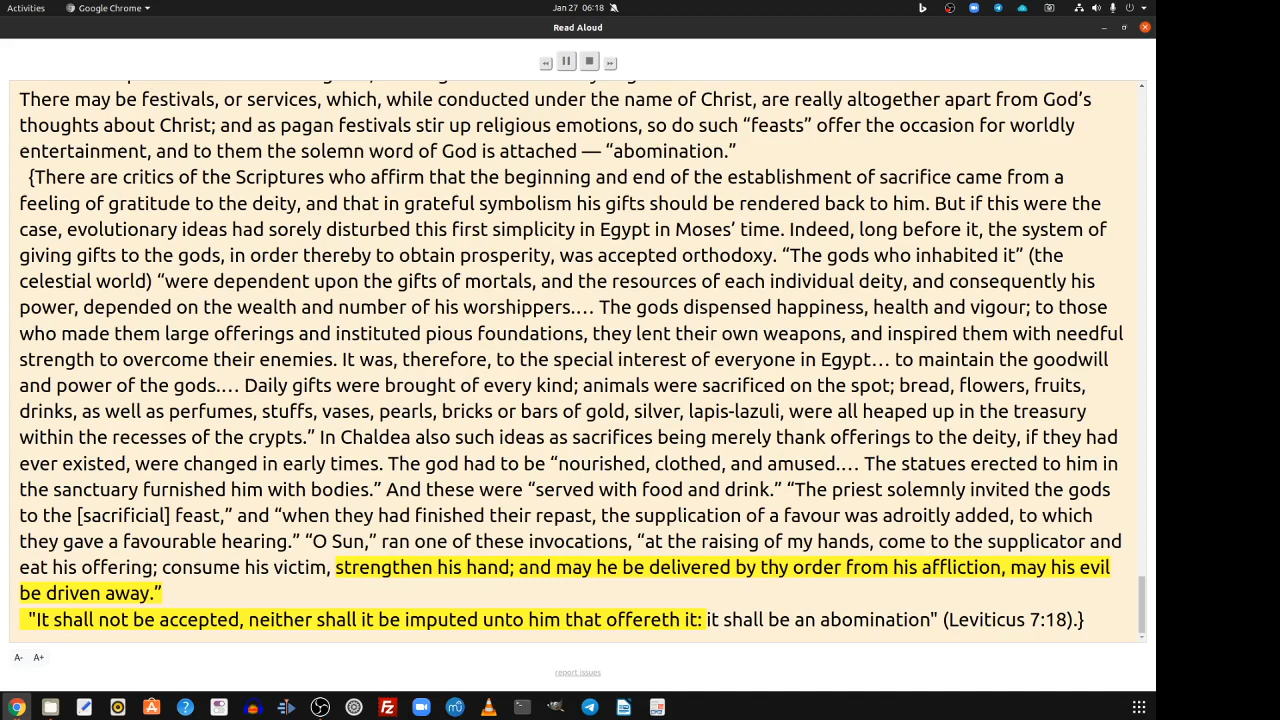 Activities
Google Chrome
Jan 27 06:18
Read Aloud
There may be festivals, or services, which, while conducted under the name of Christ, are really altogether apart from God’s
thoughts about Christ; and as pagan festivals stir up religious emotions, so do such “feasts” offer the occasion for worldly
entertainment, and to them the solemn word of God is attached — “abomination.”
{There are critics of the Scriptures who affirm that the beginning and end of the establishment of sacrifice came from a
feeling of gratitude to the deity, and that in grateful symbolism his gifts should be rendered back to him. But if this were the
case, evolutionary ideas had sorely disturbed this first simplicity in Egypt in Moses’ time. Indeed, long before it, the system of
giving gifts to the gods, in order thereby to obtain prosperity, was accepted orthodoxy. “The gods who inhabited it” (the
celestial world) “were dependent upon the gifts of mortals, and the resources of each individual deity, and consequently his
power, depended on the wealth and number of his worshippers.… The gods dispensed happiness, health and vigour; to those
who made them large offerings and instituted pious foundations, they lent their own weapons, and inspired them with needful
strength to overcome their enemies. It was, therefore, to the special interest of everyone in Egypt… to maintain the goodwill
and power of the gods.… Daily gifts were brought of every kind; animals were sacrificed on the spot; bread, flowers, fruits,
drinks, as well as perfumes, stuffs, vases, pearls, bricks or bars of gold, silver, lapis-lazuli, were all heaped up in the treasury
within the recesses of the crypts.” In Chaldea also such ideas as sacrifices being merely thank offerings to the deity, if they had
ever existed, were changed in early times. The god had to be “nourished, clothed, and amused.… The statues erected to him in
the sanctuary furnished him with bodies.” And these were “served with food and drink.” “The priest solemnly invited the gods
to the [sacrificial] feast,” and “when they had finished their repast, the supplication of a favour was adroitly added, to which
they gave a favourable hearing.” “O Sun,” ran one of these invocations, “at the raising of my hands, come to the supplicator and
eat his offering; consume his victim, strengthen his hand; and may he be delivered by thy order from his affliction, may his evil
be driven away.”
"It shall not be accepted, neither shall it be imputed unto him that offereth it: it shall be an abomination" (Leviticus 7:18).}
A- A+
report issues